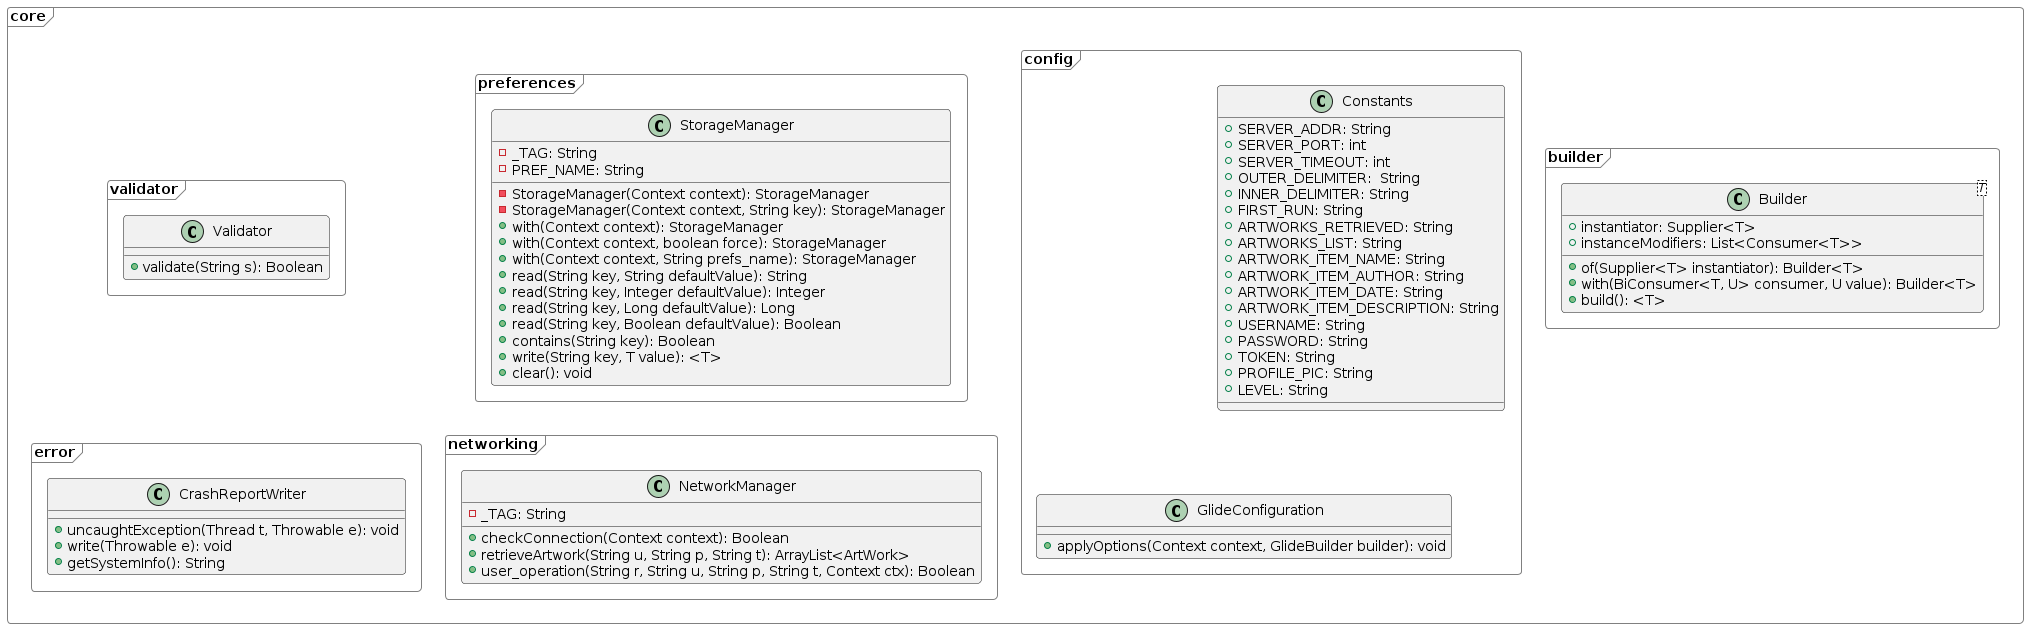 core
validator
C Validator
validate(String s): Boolean
preferences
C StorageManager
_TAG: String
PREF_NAME: String
StorageManager(Context context): StorageManager
StorageManager(Context context, String key): StorageManager
with(Context context): StorageManager
with(Context context, boolean force): StorageManager
with(Context context, String prefs_name): StorageManager
read(String key, String defaultValue): String
read(String key, Integer defaultValue): Integer
read(String key, Long defaultValue): Long
read(String key, Boolean defaultValue): Boolean
contains(String key): Boolean
write(String key, T value): <T>
clear(): void
config
C Constants
SERVER_ADDR: String
SERVER_PORT: int
SERVER_TIMEOUT: int
OUTER_DELIMITER:  String
INNER_DELIMITER: String
FIRST_RUN: String
ARTWORKS_RETRIEVED: String
ARTWORKS_LIST: String
ARTWORK_ITEM_NAME: String
ARTWORK_ITEM_AUTHOR: String
ARTWORK_ITEM_DATE: String
ARTWORK_ITEM_DESCRIPTION: String
USERNAME: String
PASSWORD: String
TOKEN: String
PROFILE_PIC: String
LEVEL: String
C GlideConfiguration
applyOptions(Context context, GlideBuilder builder): void
builder
T
C Builder
instantiator: Supplier<T>
instanceModifiers: List<Consumer<T>>
of(Supplier<T> instantiator): Builder<T>
with(BiConsumer<T, U> consumer, U value): Builder<T>
build(): <T>
error
C CrashReportWriter
uncaughtException(Thread t, Throwable e): void
write(Throwable e): void
getSystemInfo(): String
networking
C NetworkManager
_TAG: String
checkConnection(Context context): Boolean
retrieveArtwork(String u, String p, String t): ArrayList<ArtWork>
user_operation(String r, String u, String p, String t, Context ctx): Boolean